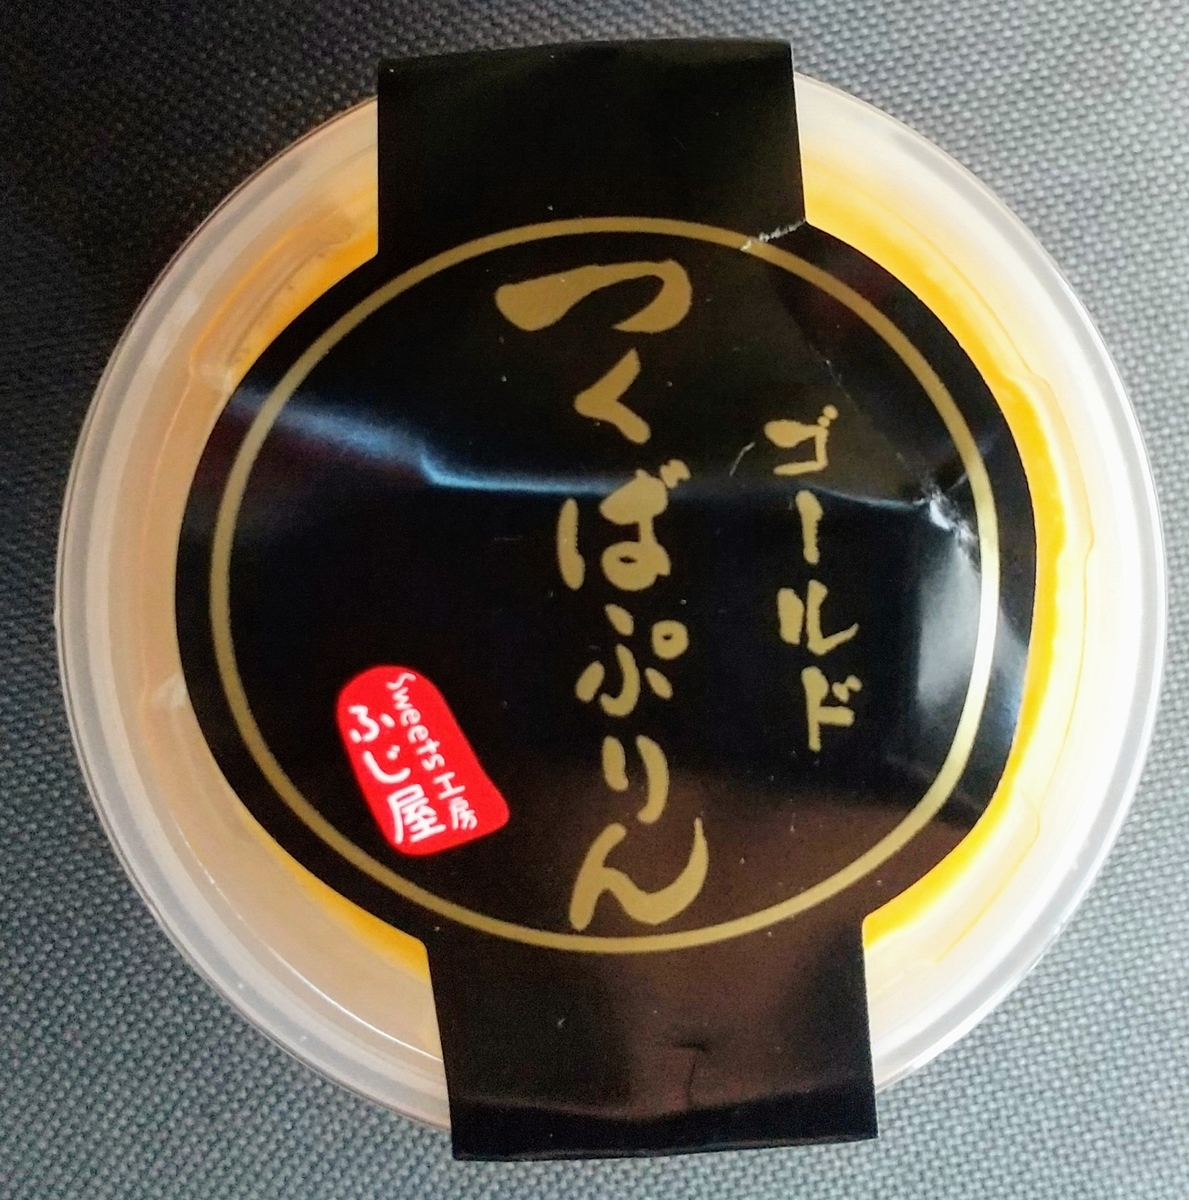 ゴールド
つくばぷりん
Sweets工房
ふじ屋